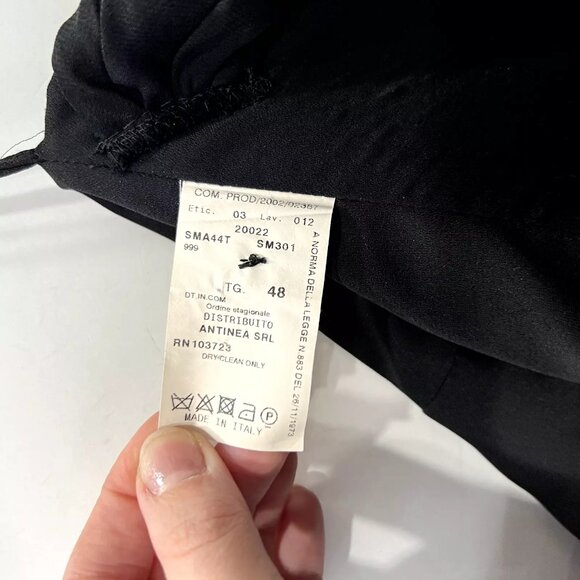 COM. PROD/2002/02387
Etic. 03 Lav. 012
20022
SMA44T SM301
999
TG. 48
DT.IN.COM
Ordine stagionale
DISTRIBUITO
ANTINEA SRL
RN103723
DRY CLEAN ONLY
P
MADE IN ITALY
A NORMA DELLA LEGGE N 883 DEL 26/11/1973